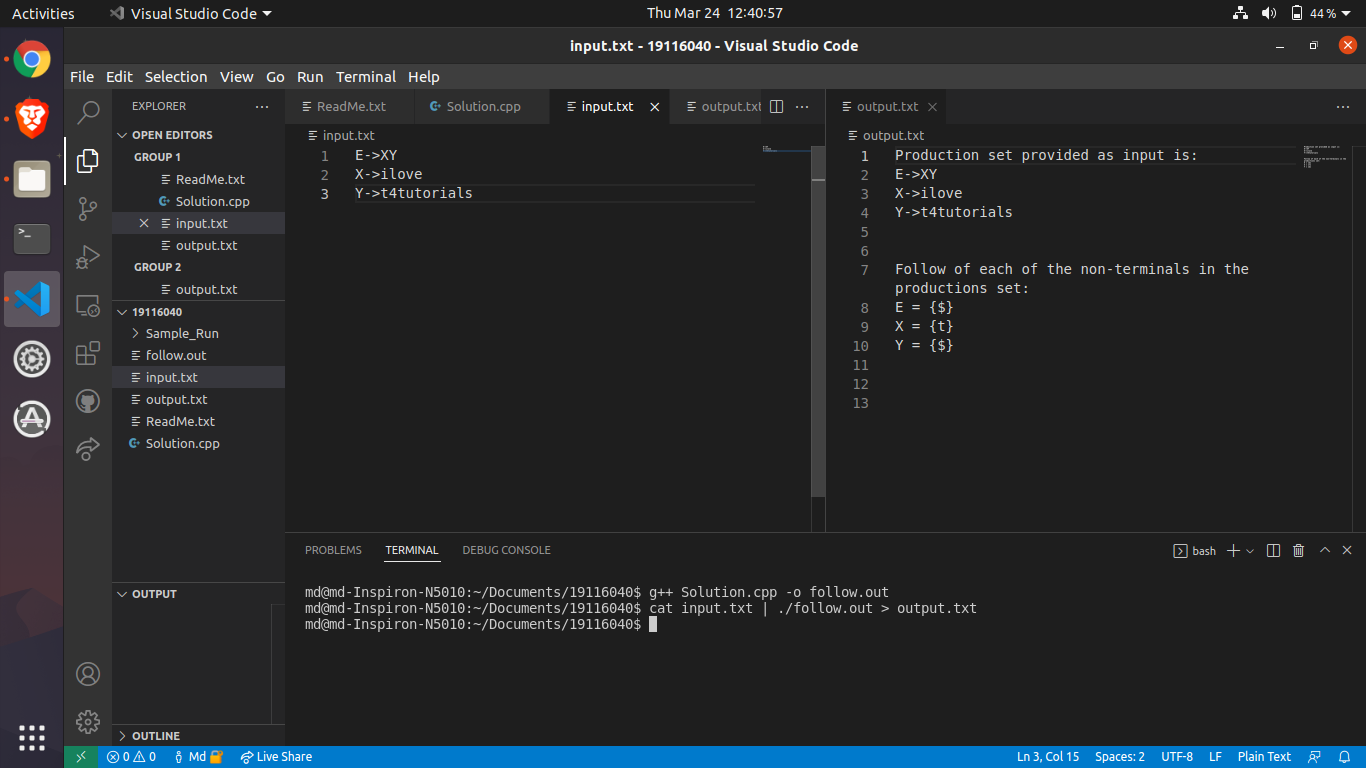 Activities
Visual Studio Code
Thu Mar 24 12:40:57
44 %
input.txt - 19116040 - Visual Studio Code
File Edit Selection View Go Run Terminal Help
EXPLORER
OPEN EDITORS
GROUP 1
ReadMe.txt
Solution.cpp
input.txt
output.txt
GROUP 2
output.txt
19116040
Sample_Run
follow.out
input.txt
output.txt
ReadMe.txt
Solution.cpp
OUTPUT
OUTLINE
ReadMe.txt Solution.cpp input.txt output.txt
input.txt
1 E->XY
2 X->ilove
3 Y->t4tutorials
output.txt
output.txt
1 Production set provided as input is:
2 E->XY
3 X->ilove
4 Y->t4tutorials
5
6
7 Follow of each of the non-terminals in the
productions set:
8 E = {$}
9 X = {t}
10 Y = {$}
11
12
13
PROBLEMS TERMINAL DEBUG CONSOLE
bash
md@md-Inspiron-N5010:~/Documents/19116040$ g++ Solution.cpp -o follow.out
md@md-Inspiron-N5010:~/Documents/19116040$ cat input.txt | ./follow.out > output.txt
md@md-Inspiron-N5010:~/Documents/19116040$
0 0 Md Live Share
Ln 3, Col 15 Spaces: 2 UTF-8 LF Plain Text